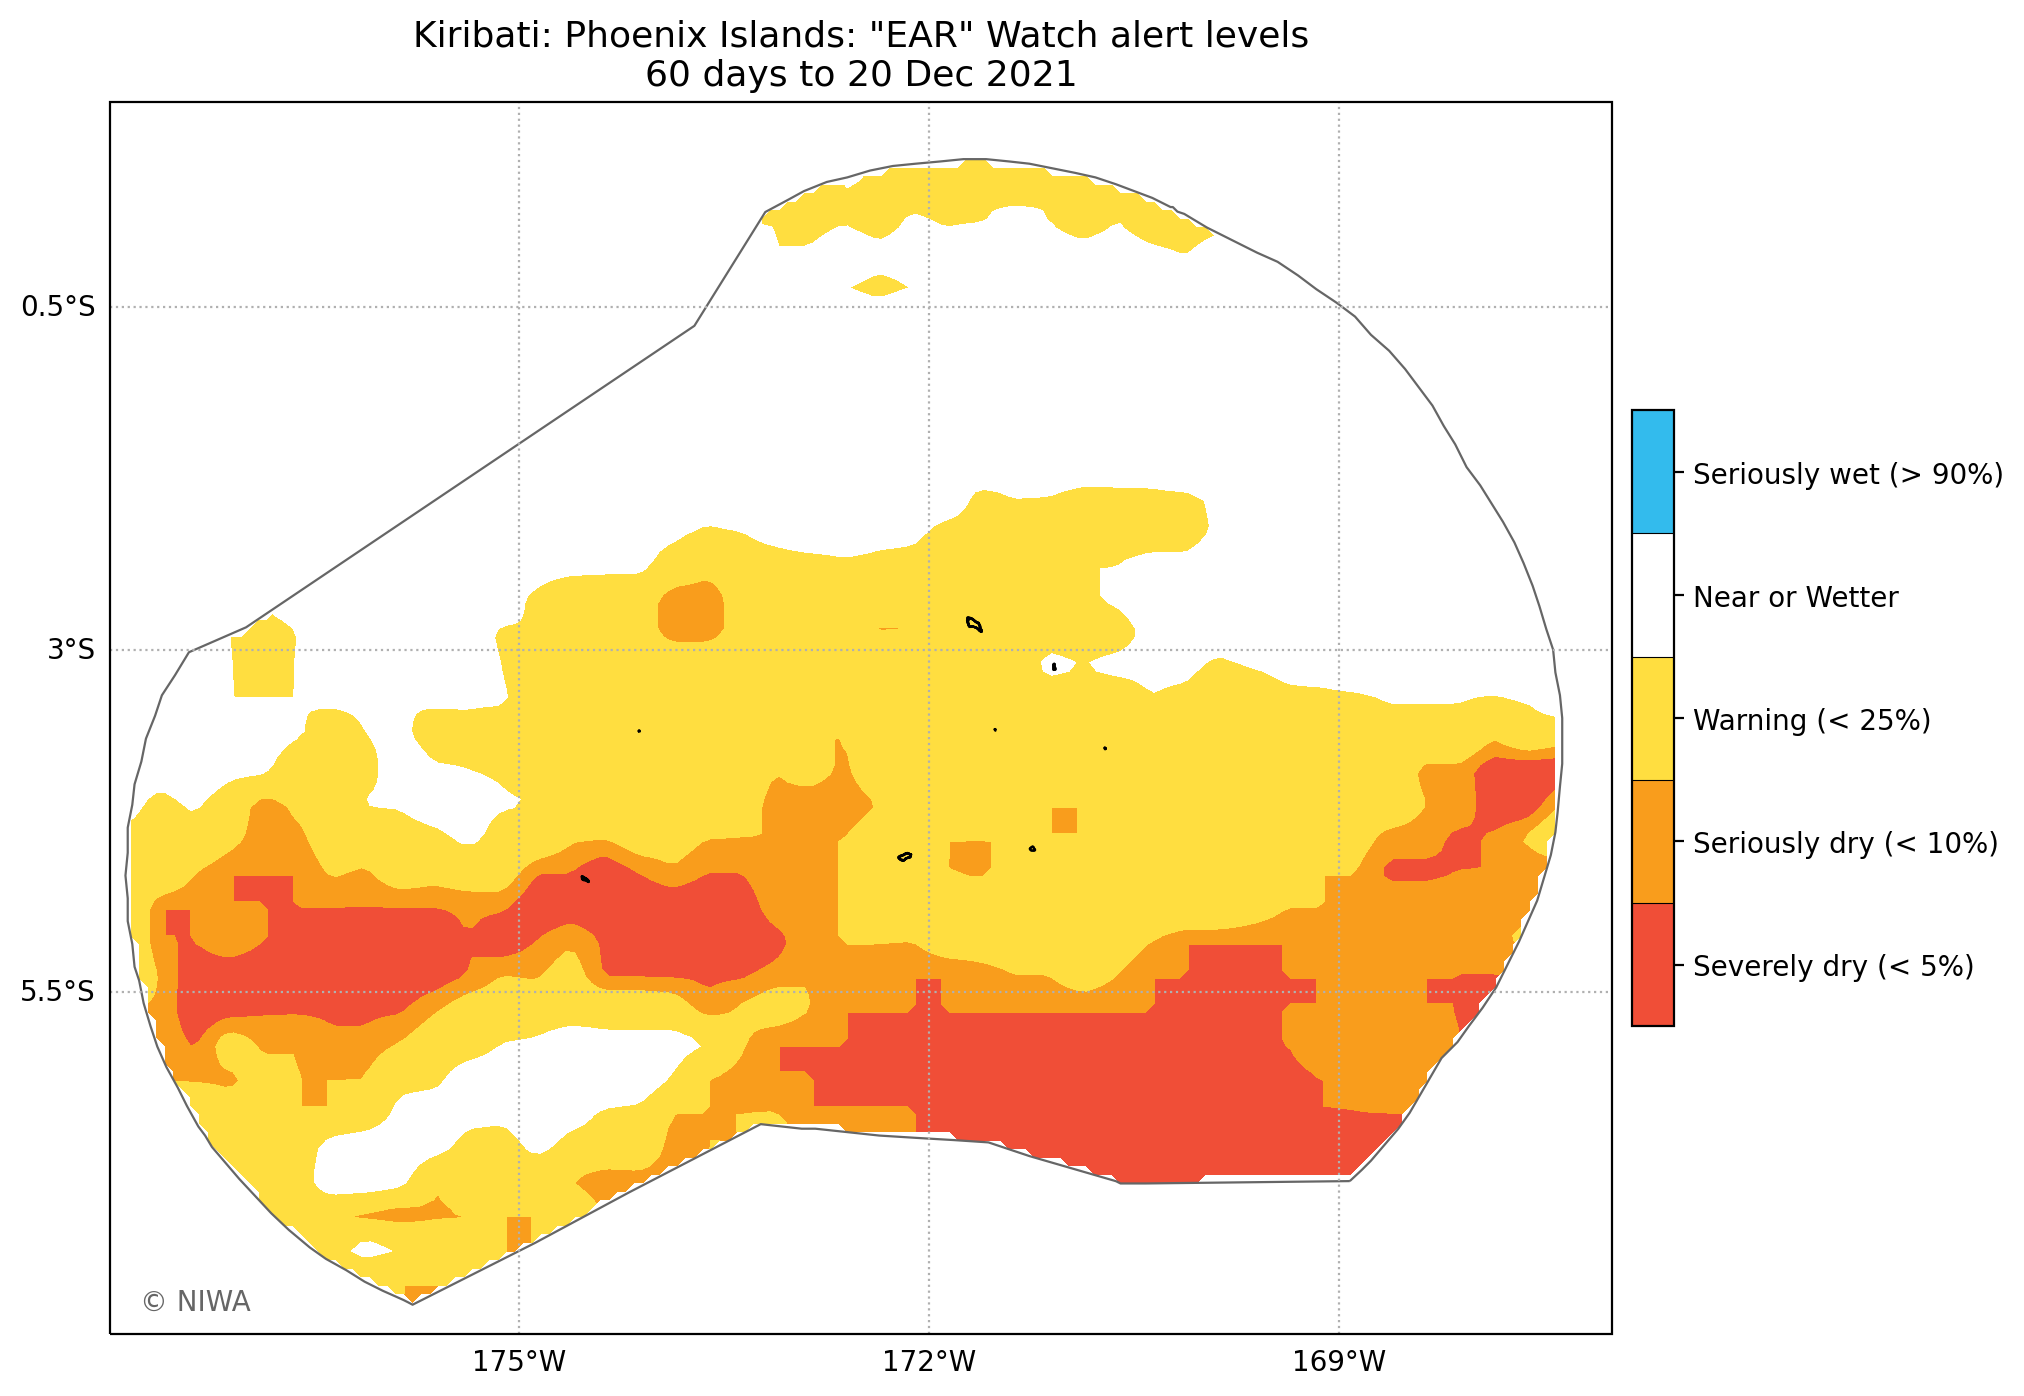 Kiribati: Phoenix Islands: "EAR" Watch alert levels
60 days to 20 Dec 2021
0.5°S
3°S
5.5°S
175°W
172°W
169°W
Seriously wet (> 90%)
Near or Wetter
Warning (< 25%)
Seriously dry (< 10%)
Severely dry (< 5%)
© NIWA